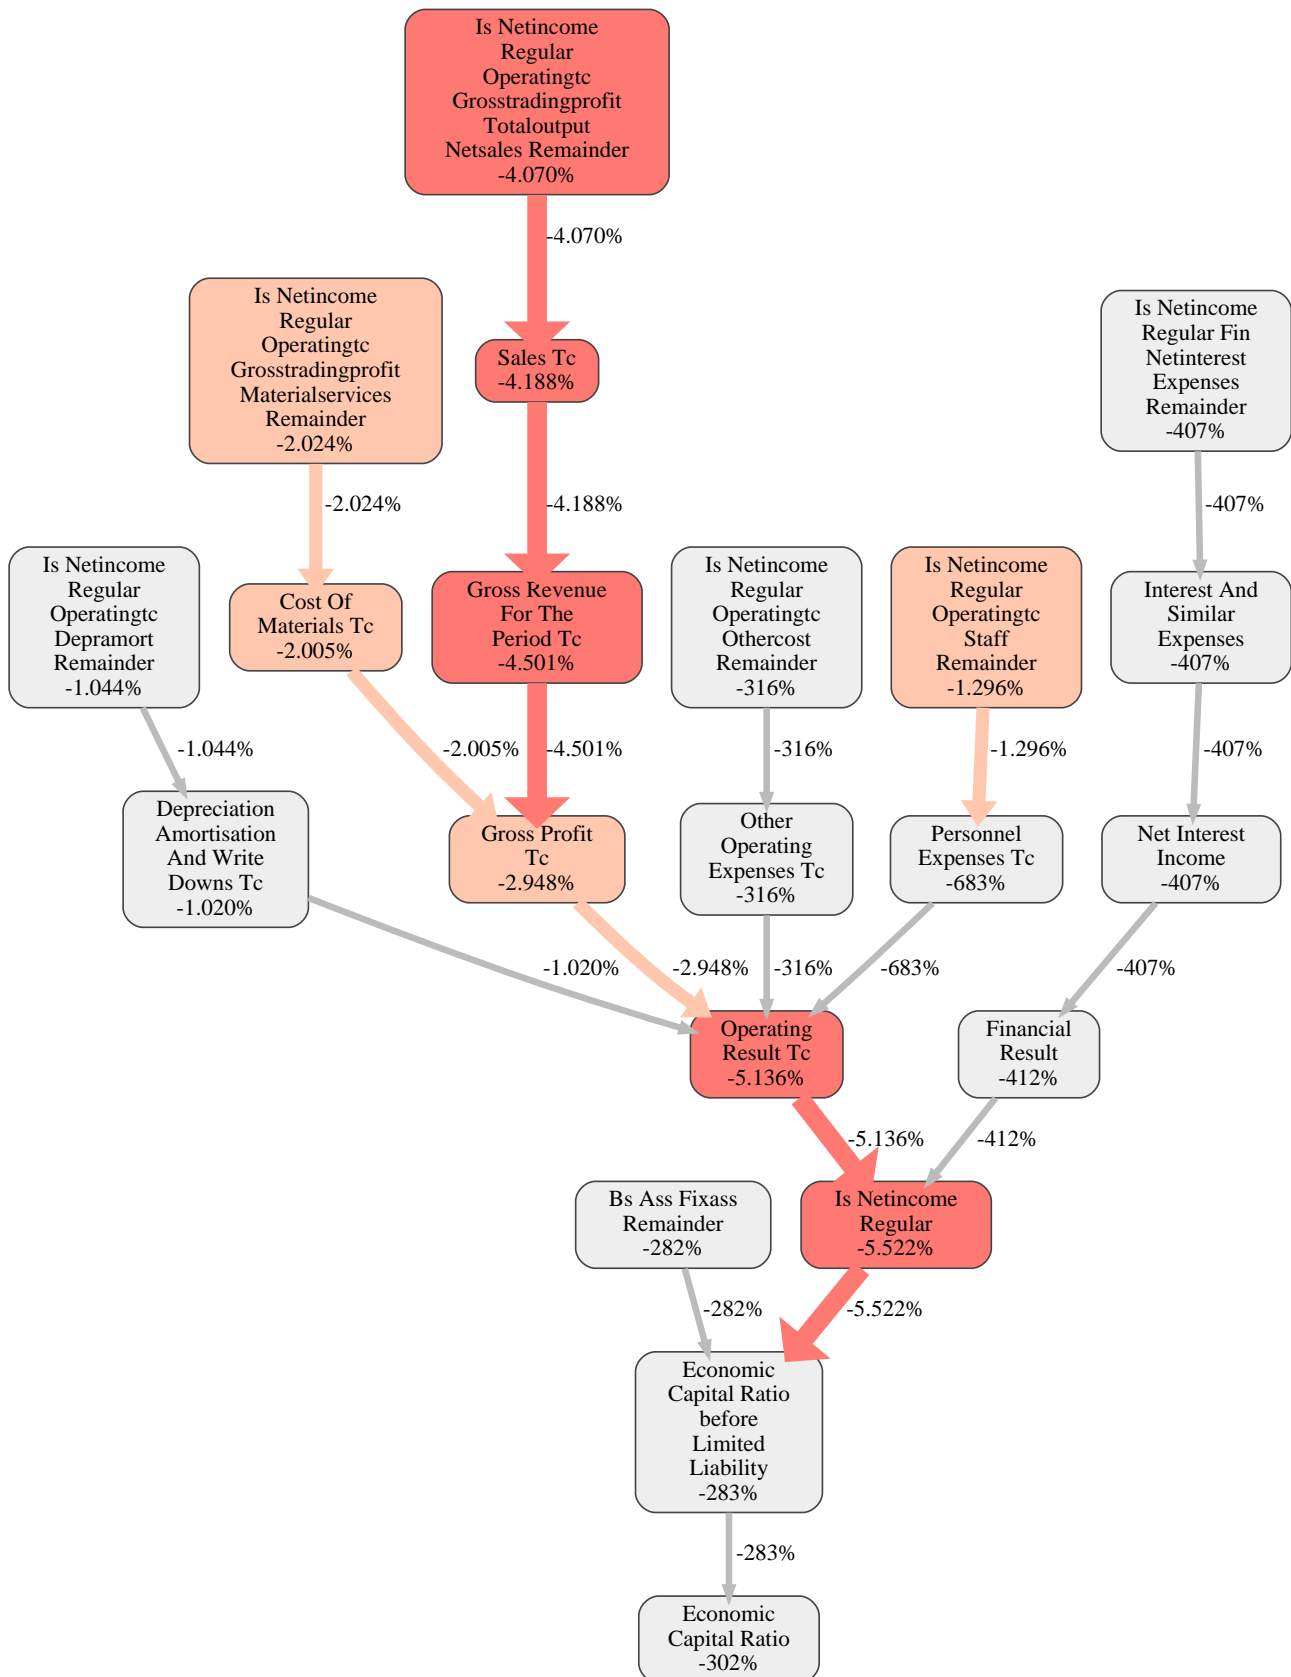 Is Netincome
Regular
Operatingtc
Grosstradingprofit
Totaloutput
Netsales Remainder
-4.070%
-4.070%
Is Netincome
Regular
Operatingtc
Grosstradingprofit
Materialservices
Remainder
-2.024%
Sales Tc
-4.188%
Is Netincome
Regular Fin
Netinterest
Expenses
Remainder
-407%
-2.024%
-4.188%
-407%
Is Netincome
Regular
Operatingtc
Depramort
Remainder
-1.044%
Cost Of
Materials Tc
-2.005%
Gross Revenue
For The
Period Tc
-4.501%
Is Netincome
Regular
Operatingtc
Othercost
Remainder
-316%
Is Netincome
Regular
Operatingtc
Staff
Remainder
-1.296%
Interest And
Similar
Expenses
-407%
-1.044%
-2.005%
-4.501%
-316%
-1.296%
-407%
Depreciation
Amortisation
And Write
Downs Tc
-1.020%
Gross Profit
Tc
-2.948%
Other
Operating
Expenses Tc
-316%
Personnel
Expenses Tc
-683%
Net Interest
Income
-407%
-1.020%
-2.948%
-316%
-683%
-407%
Operating
Result Tc
-5.136%
Financial
Result
-412%
-5.136%
-412%
Bs Ass Fixass
Remainder
-282%
Is Netincome
Regular
-5.522%
-282%
-5.522%
Economic
Capital Ratio
before
Limited
Liability
-283%
-283%
Economic
Capital Ratio
-302%